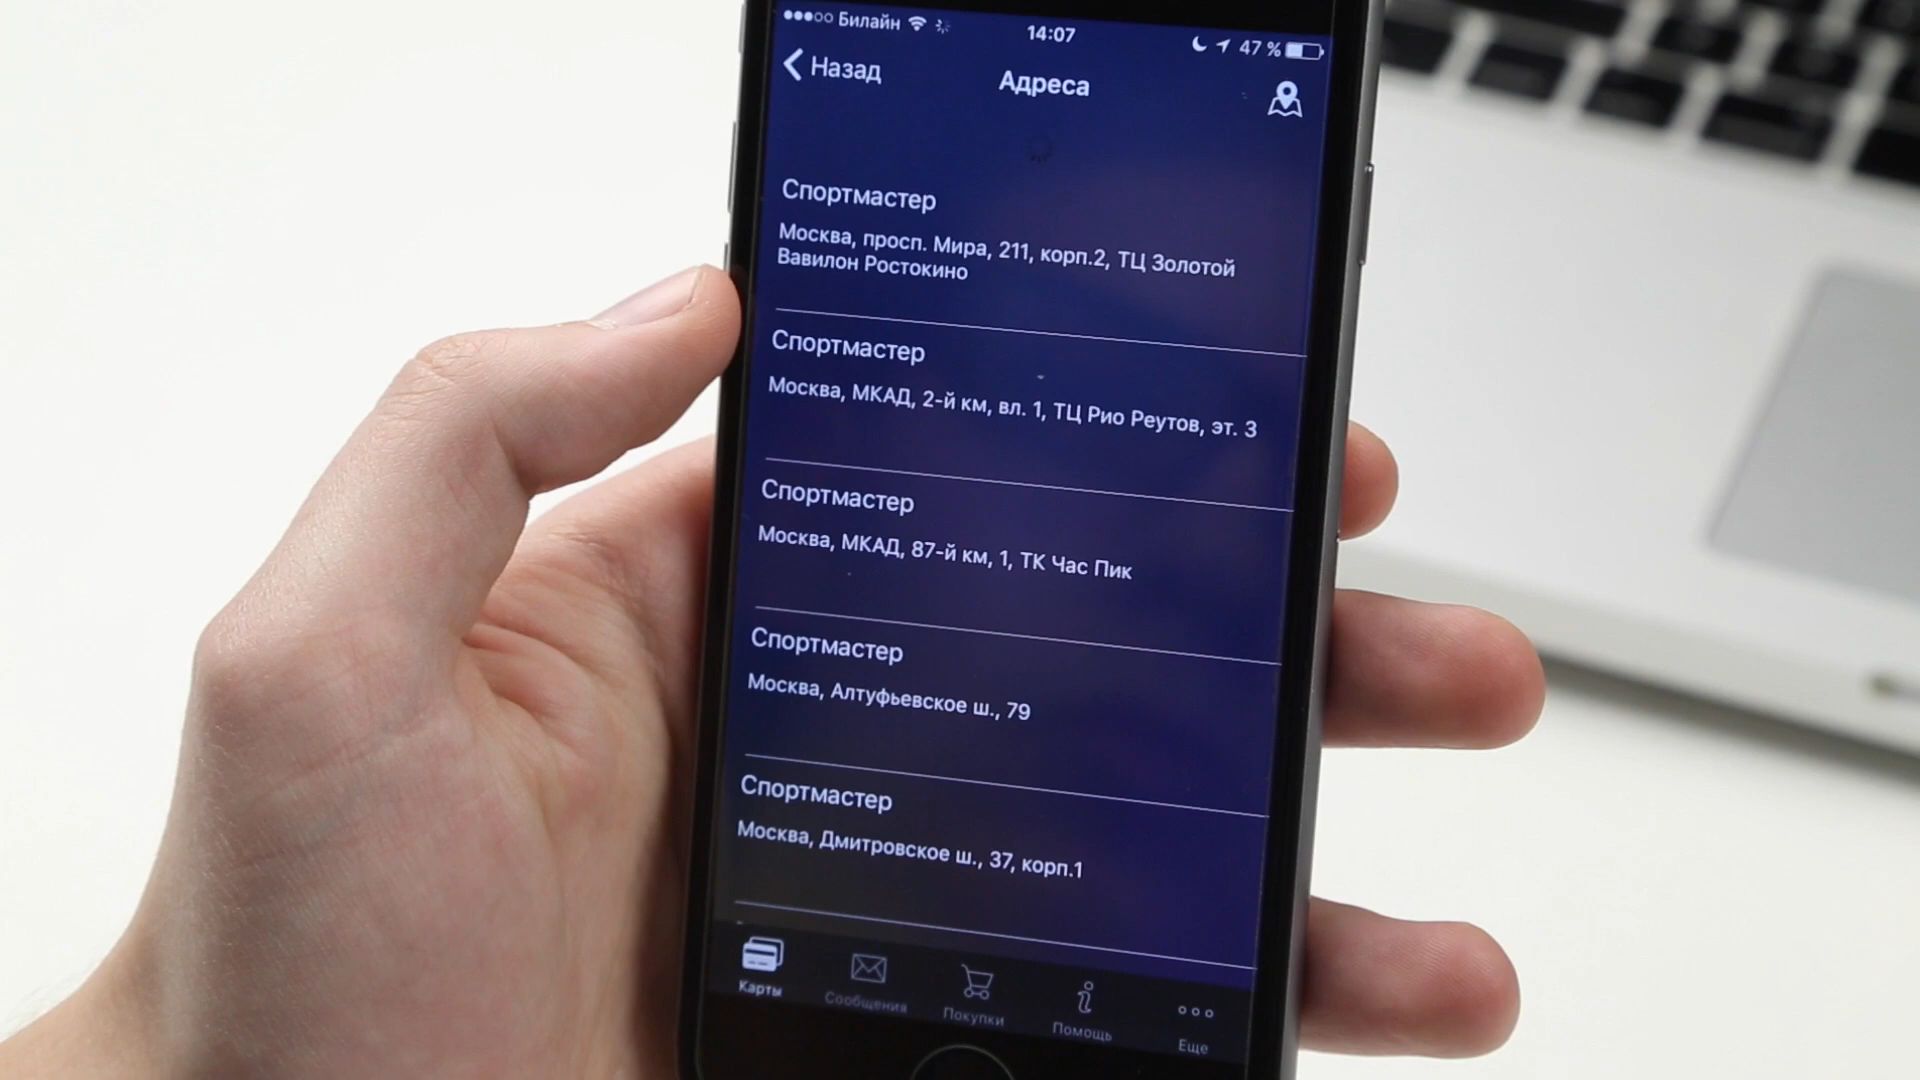 Билайн 14:07 47 %
Назад
Адреса
Спортмастер
Москва, просп. Мира, 211, корп.2, ТЦ Золотой
Вавилон Ростокино
Спортмастер
Москва, МКАД, 2-й км, вл. 1, ТЦ Рио Реутов, эт. 3
Спортмастер
Москва, МКАД, 87-й км, 1, ТК Час Пик
Спортмастер
Москва, Алтуфьевское ш., 79
Спортмастер
Москва, Дмитровское ш., 37, корп.1
Карты Сообщения Покупки Помощь Еще